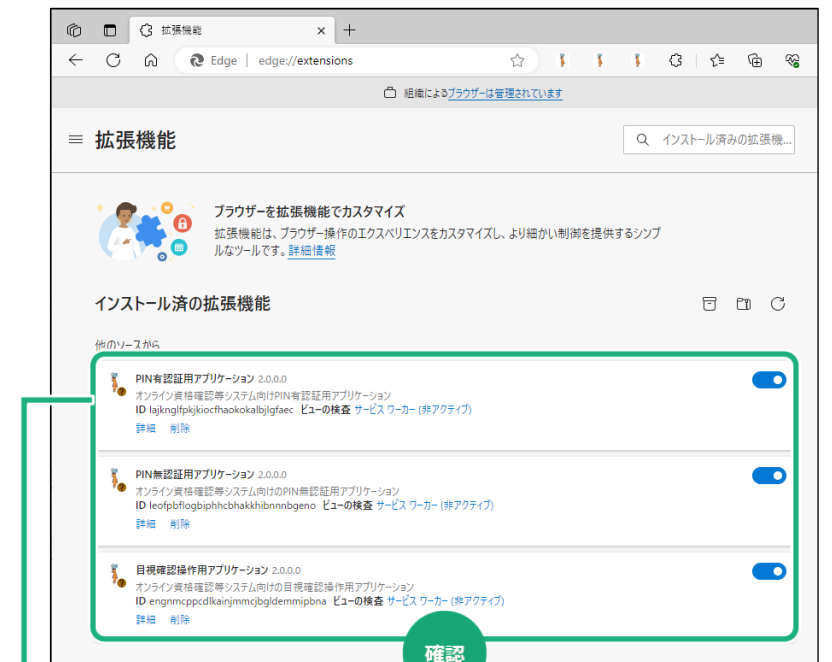 拡張機能
Edge edge://extensions
組織によるブラウザーは管理されています
拡張機能
インストール済みの拡張機...
ブラウザーを拡張機能でカスタマイズ
拡張機能は、ブラウザー操作のエクスペリエンスをカスタマイズし、より細かい制御を提供するシンプ
ルなツールです。詳細情報
インストール済の拡張機能
他のソースから
PIN有認証用アプリケーション 2.0.0.0
オンライン資格確認等システム向けPIN有認証用アプリケーション
ID lajknglfpkjkiocfhaokokalbjlgfaec ビューの検査 サービス ワーカー (非アクティブ)
詳細 削除
PIN無認証用アプリケーション 2.0.0.0
オンライン資格確認等システム向けのPIN無認証用アプリケーション
ID leofpbflogbiphhcbhakkhibnnnbgeno ビューの検査 サービス ワーカー (非アクティブ)
詳細 削除
目視確認操作用アプリケーション 2.0.0.0
オンライン資格確認等システム向けの目視確認操作用アプリケーション
ID engnmcppcdlkainjmmcjbgldemmipbna ビューの検査 サービス ワーカー (非アクティブ)
詳細 削除
確認